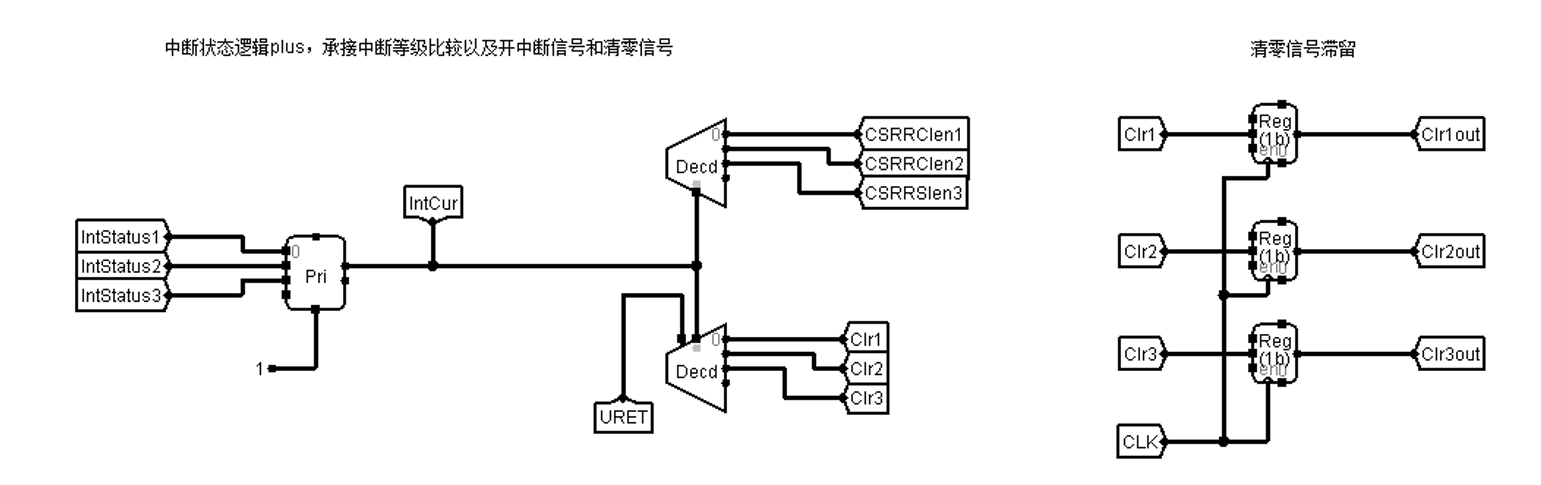 中断状态逻辑plus，承接中断等级比较以及开中断信号和清零信号
清零信号滞留
IntStatus1
IntStatus2
IntStatus3
0
Pri
1
IntCur
URET
Decd
0
CSRRClen1
CSRRClen2
CSRRSlen3
Decd
0
Clr1
Clr2
Clr3
Clr1
Reg
(1b)
en0
Clr1out
Clr2
Reg
(1b)
en0
Clr2out
Clr3
Reg
(1b)
en0
Clr3out
CLK